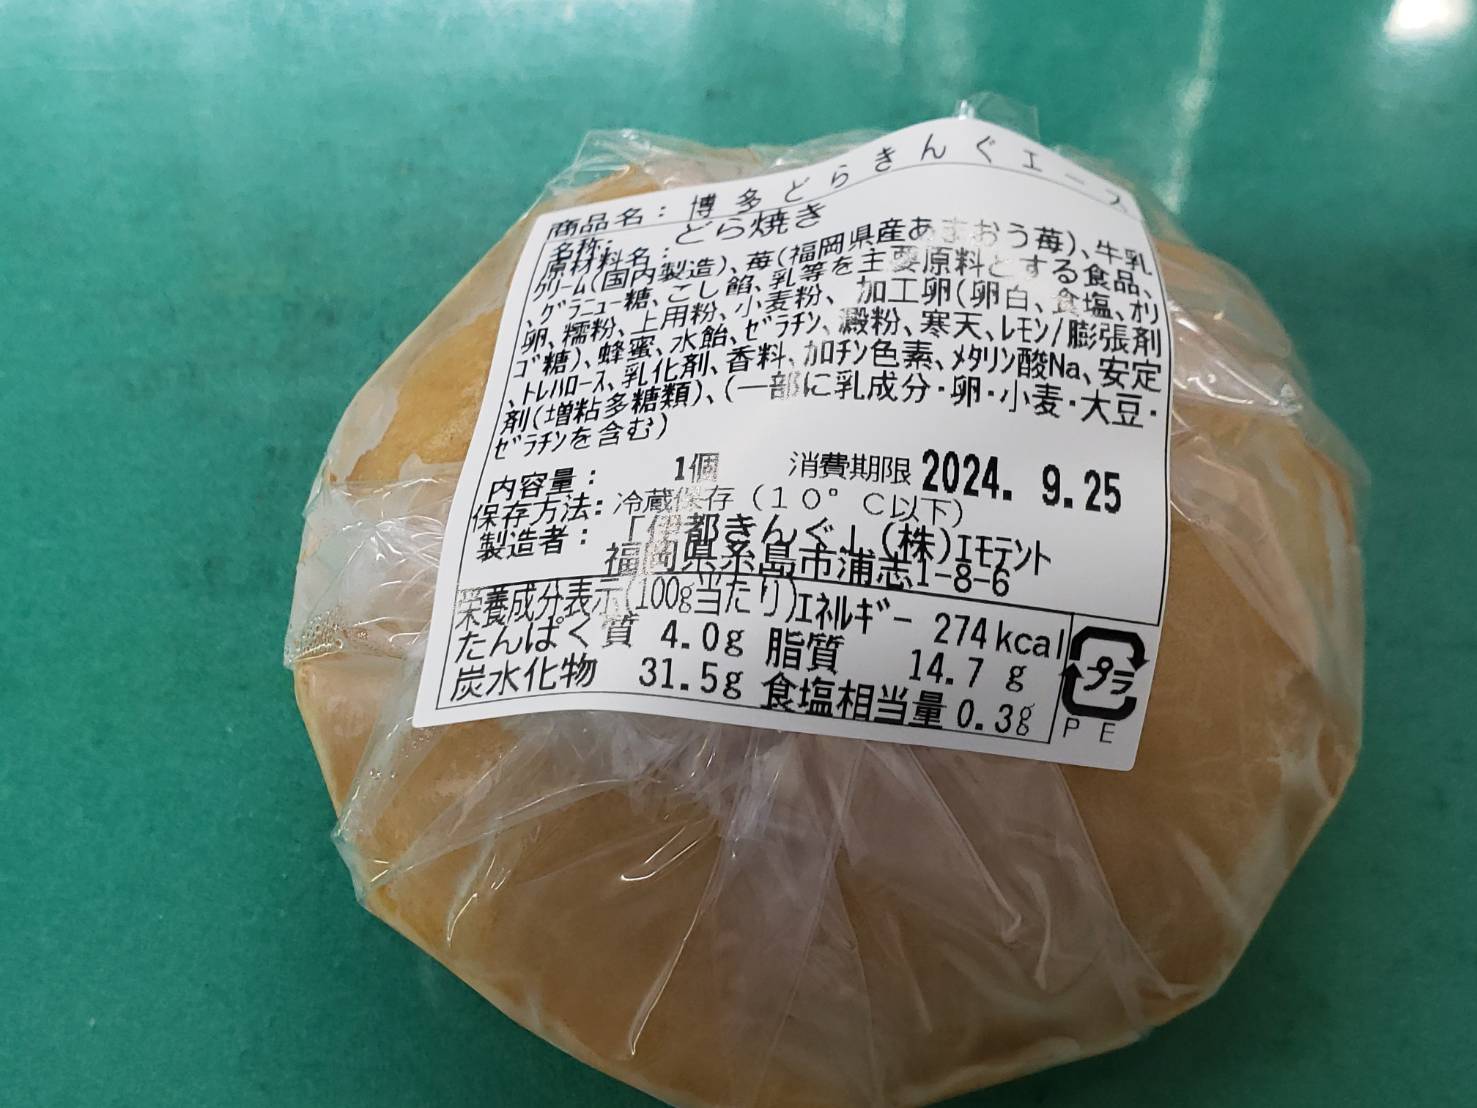 商品名：博多どらきんぐエース
名称：どら焼き
原材料名：
クリーム(国内製造)、苺(福岡県産あまおう苺)、牛乳
、グラニュー糖、こし餡、乳等を主要原料とする食品、
卵、糯粉、上用粉、小麦粉、加工卵(卵白、食塩、オリ
ゴ糖)、蜂蜜、水飴、ゼラチン、澱粉、寒天、レモン/膨張剤
、トレハロース、乳化剤、香料、カロチン色素、メタリン酸Na、安定
剤(増粘多糖類)、(一部に乳成分・卵・小麦・大豆・
ゼラチンを含む)
内容量：1個 消費期限 2024. 9.25
保存方法：冷蔵保存（１０°Ｃ以下）
製造者：「伊都きんぐ」(株)エモテント
福岡県糸島市浦志1-8-6
栄養成分表示(100g当たり)エネルギー 274kcal
たんぱく質 4.0g 脂質 14.7 g
炭水化物 31.5g 食塩相当量 0.3g
プラ
PE